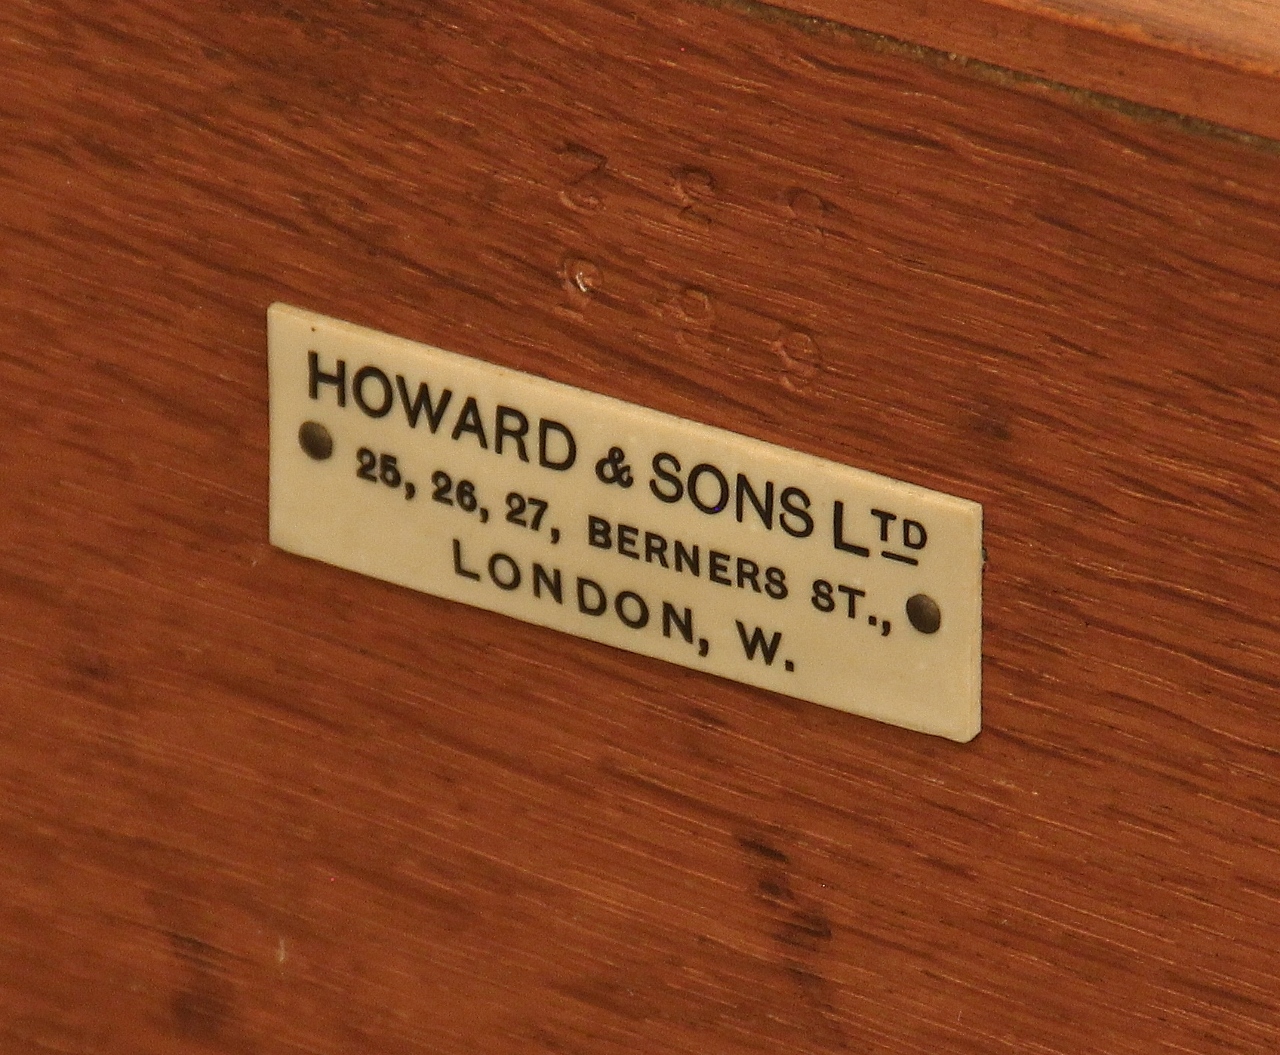 HOWARD & SONS LTD
25, 26, 27, BERNERS ST.,
LONDON, W.